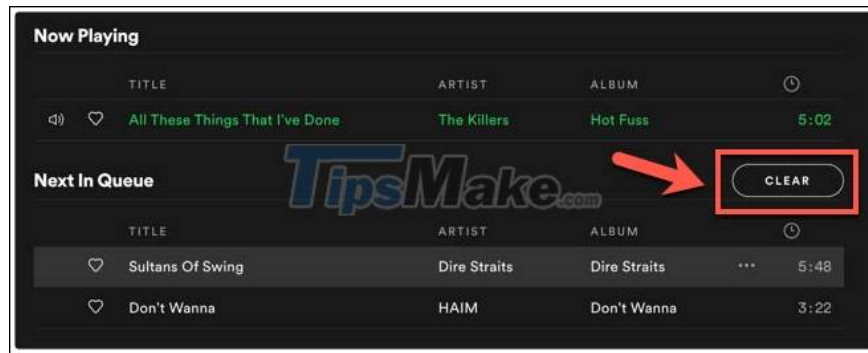 Now Playing
TITLE ARTIST ALBUM
All These Things That I've Done The Killers Hot Fuss 5:02
TipsMake.com
Next In Queue CLEAR
TITLE ARTIST ALBUM
Sultans Of Swing Dire Straits Dire Straits ... 5:48
Don't Wanna HAIM Don't Wanna 3:22